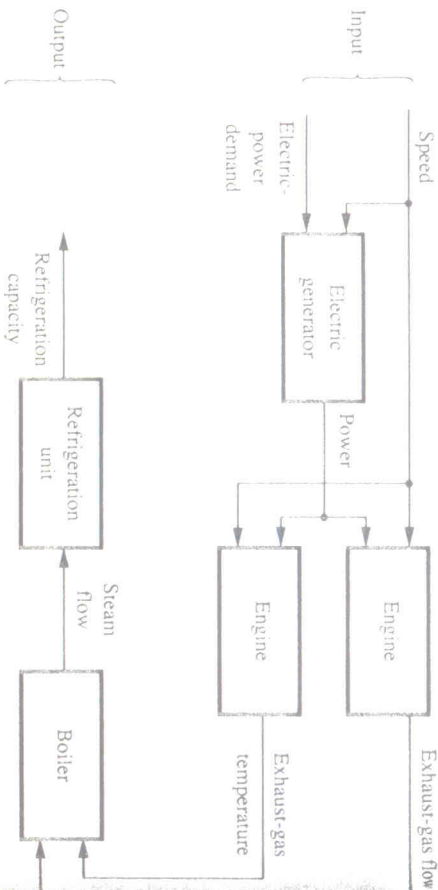 Input
Speed
Electric-
power
demand
Electric
generator
Power
Engine
Engine
Exhaust-gas flow
Exhaust-gas
temperature
Output
Refrigeration
capacity
Refrigeration
unit
Steam
flow
Boiler